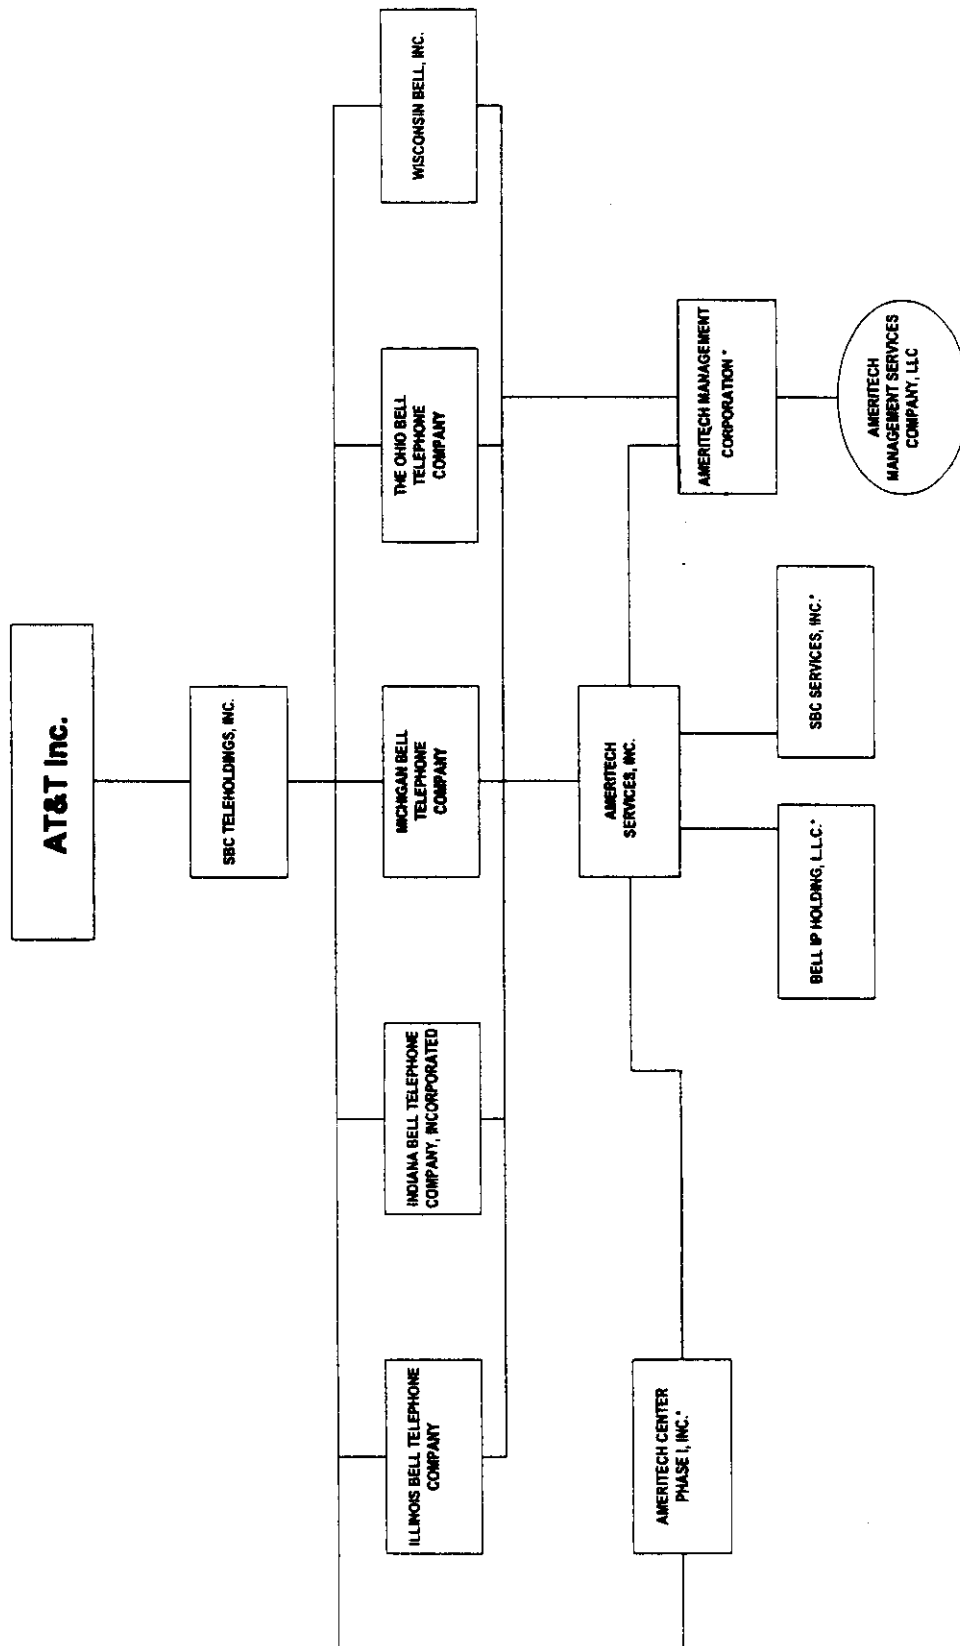 AT&T Inc.
SBC TELEHOLDINGS, INC.
ILLINOIS BELL TELEPHONE
COMPANY
INDIANA BELL TELEPHONE
COMPANY, INCORPORATED
MICHIGAN BELL
TELEPHONE
COMPANY
THE OHIO BELL
TELEPHONE
COMPANY
WISCONSIN BELL, INC.
AMERITECH
SERVICES, INC.
AMERITECH CENTER
PHASE I, INC.*
AMERITECH MANAGEMENT
CORPORATION *
BELL IP HOLDING, L.L.C.*
SBC SERVICES, INC.*
AMERITECH
MANAGEMENT SERVICES
COMPANY, LLC